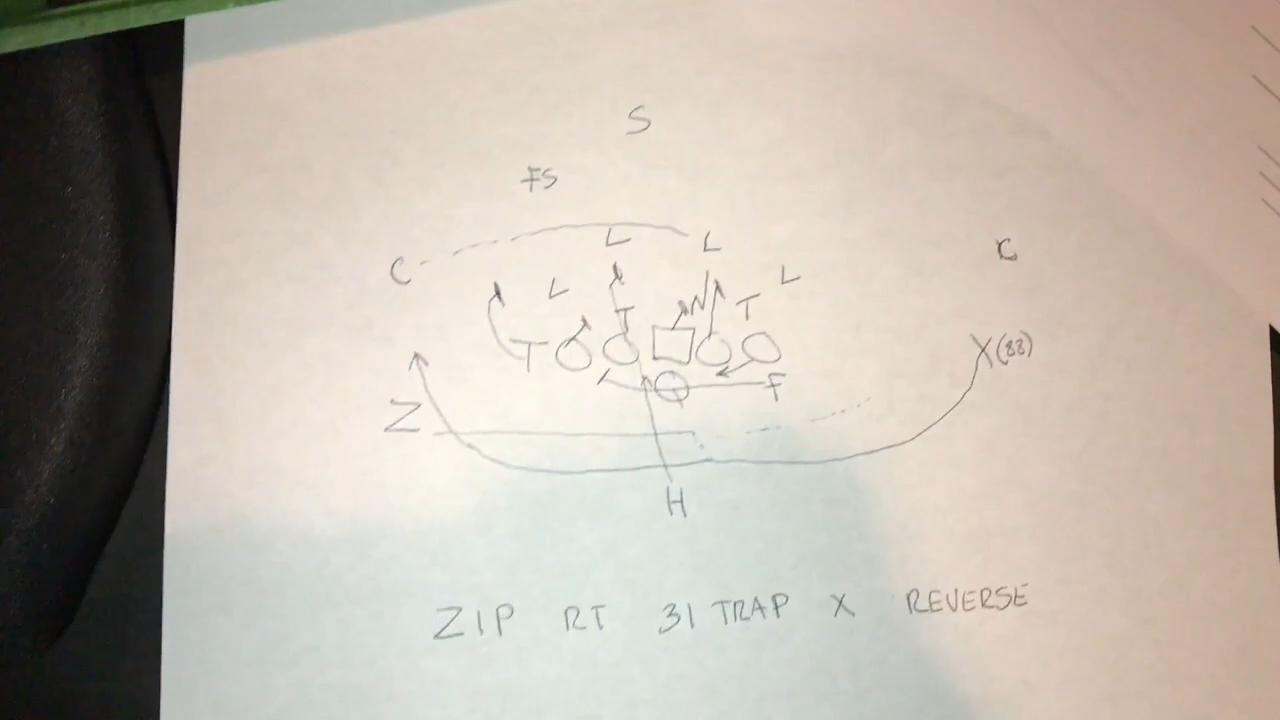 S
FS
C L L C
L L
T N T
T X(88)
F
Z
H
ZIP RT 31 TRAP X REVERSE